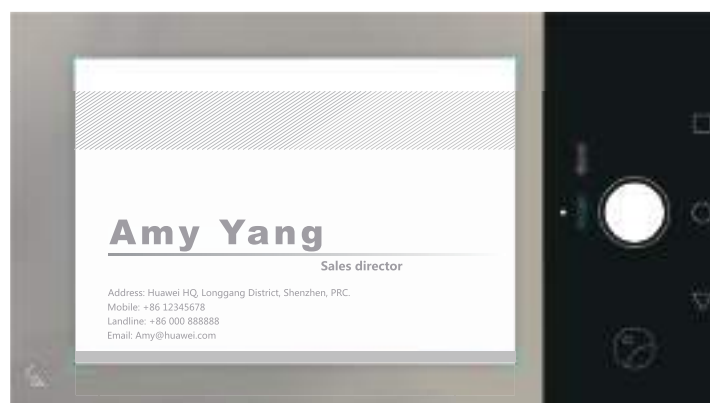 Amy Yang
Sales director
Address: Huawei HQ, Longgang District, Shenzhen, PRC.
Mobile: +86 12345678
Landline: +86 000 888888
Email: Amy@huawei.com